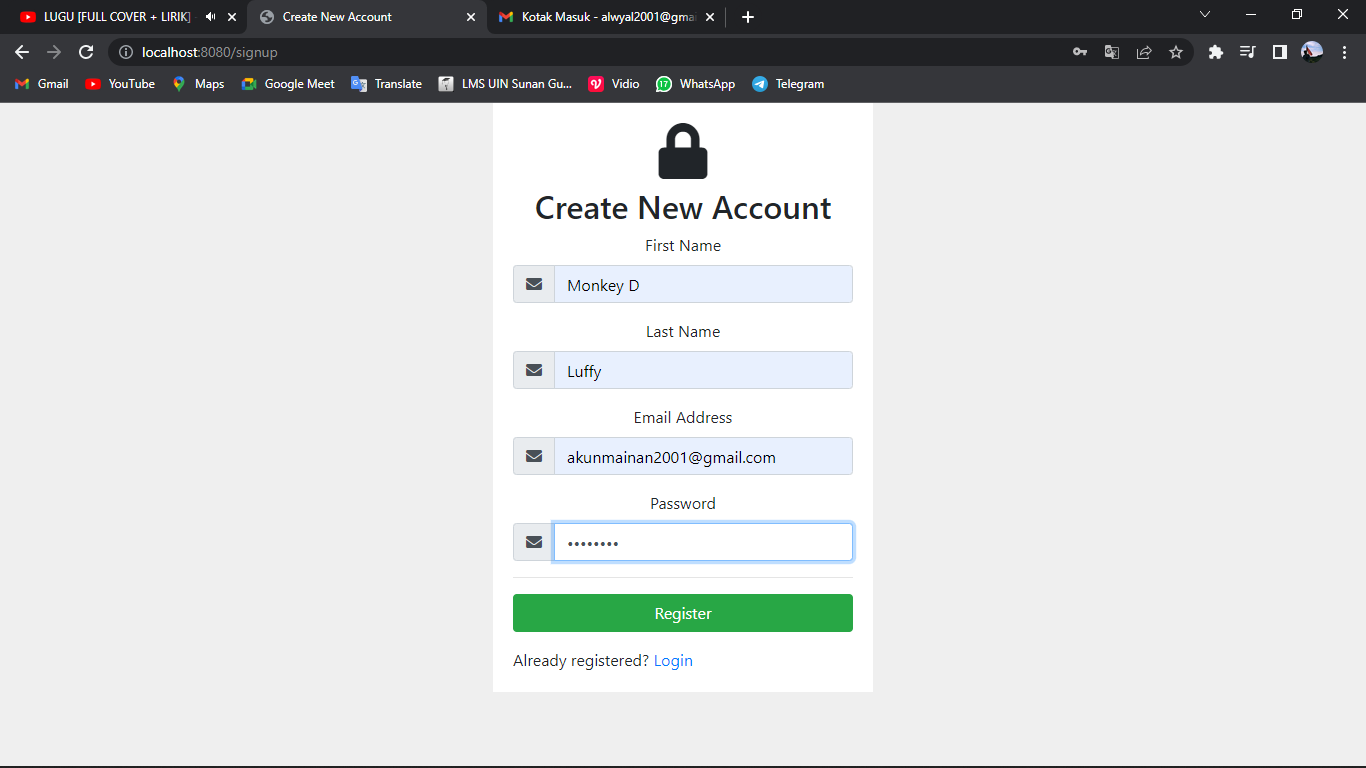 LUGU [FULL COVER + LIRIK]
Create New Account
Kotak Masuk - alwyal2001@gma
localhost:8080/signup
Gmail
YouTube
Maps
Google Meet
Translate
LMS UIN Sunan Gu...
Vidio
17
WhatsApp
Telegram
Create New Account
First Name
Monkey D
Last Name
Luffy
Email Address
akunmainan2001@gmail.com
Password
••••••••
Register
Already registered? Login